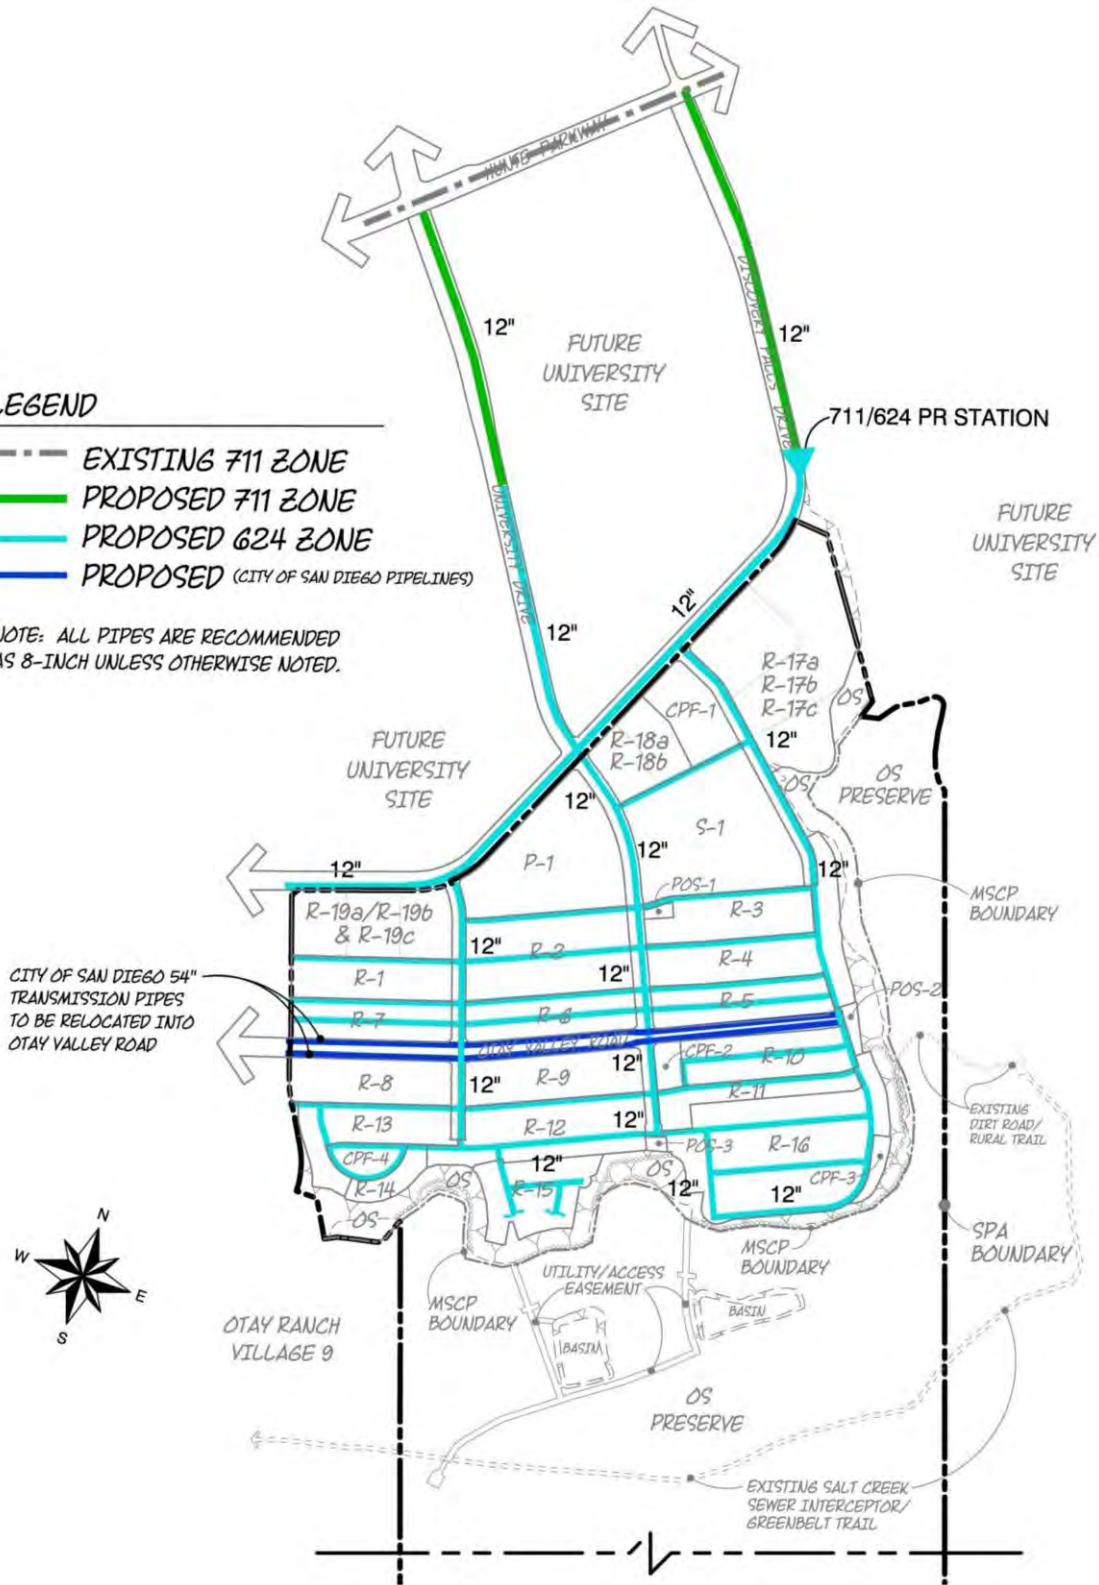 HUNTE PARKWAY
12"
FUTURE
UNIVERSITY
SITE
DISCOVERY FALLS DRIVE
12"
711/624 PR STATION
LEGEND
EXISTING 711 ZONE
PROPOSED 711 ZONE
PROPOSED 624 ZONE
PROPOSED (CITY OF SAN DIEGO PIPELINES)
NOTE: ALL PIPES ARE RECOMMENDED
AS 8-INCH UNLESS OTHERWISE NOTED.
UNIVERSITY DRIVE
12"
12"
FUTURE
UNIVERSITY
SITE
R-17a
R-17b
R-17c
OS
CPF-1
R-18a
R-18b
12"
FUTURE
UNIVERSITY
SITE
OS
OS
PRESERVE
12"
S-1
12"
P-1
12"
12"
POS-1
R-3
MSCP
BOUNDARY
R-19a/R-19b
& R-19c
12"
R-2
R-4
R-1
12"
CITY OF SAN DIEGO 54"
TRANSMISSION PIPES
TO BE RELOCATED INTO
OTAY VALLEY ROAD
R-5
POS-2
R-7
R-6
OTAY VALLEY ROAD
CPF-2
R-10
12"
R-8
12"
R-9
R-11
EXISTING
DIRT ROAD/
RURAL TRAIL
R-13
R-12
12"
POS-3
R-16
CPF-4
12"
OS
OS
R-14
R-15
12"
12"
CPF-3
OS
N
W
E
S
MSCP
BOUNDARY
SPA
BOUNDARY
UTILITY/ACCESS
EASEMENT
MSCP
BOUNDARY
BASIN
BASIN
OTAY RANCH
VILLAGE 9
OS
PRESERVE
EXISTING SALT CREEK
SEWER INTERCEPTOR/
GREENBELT TRAIL